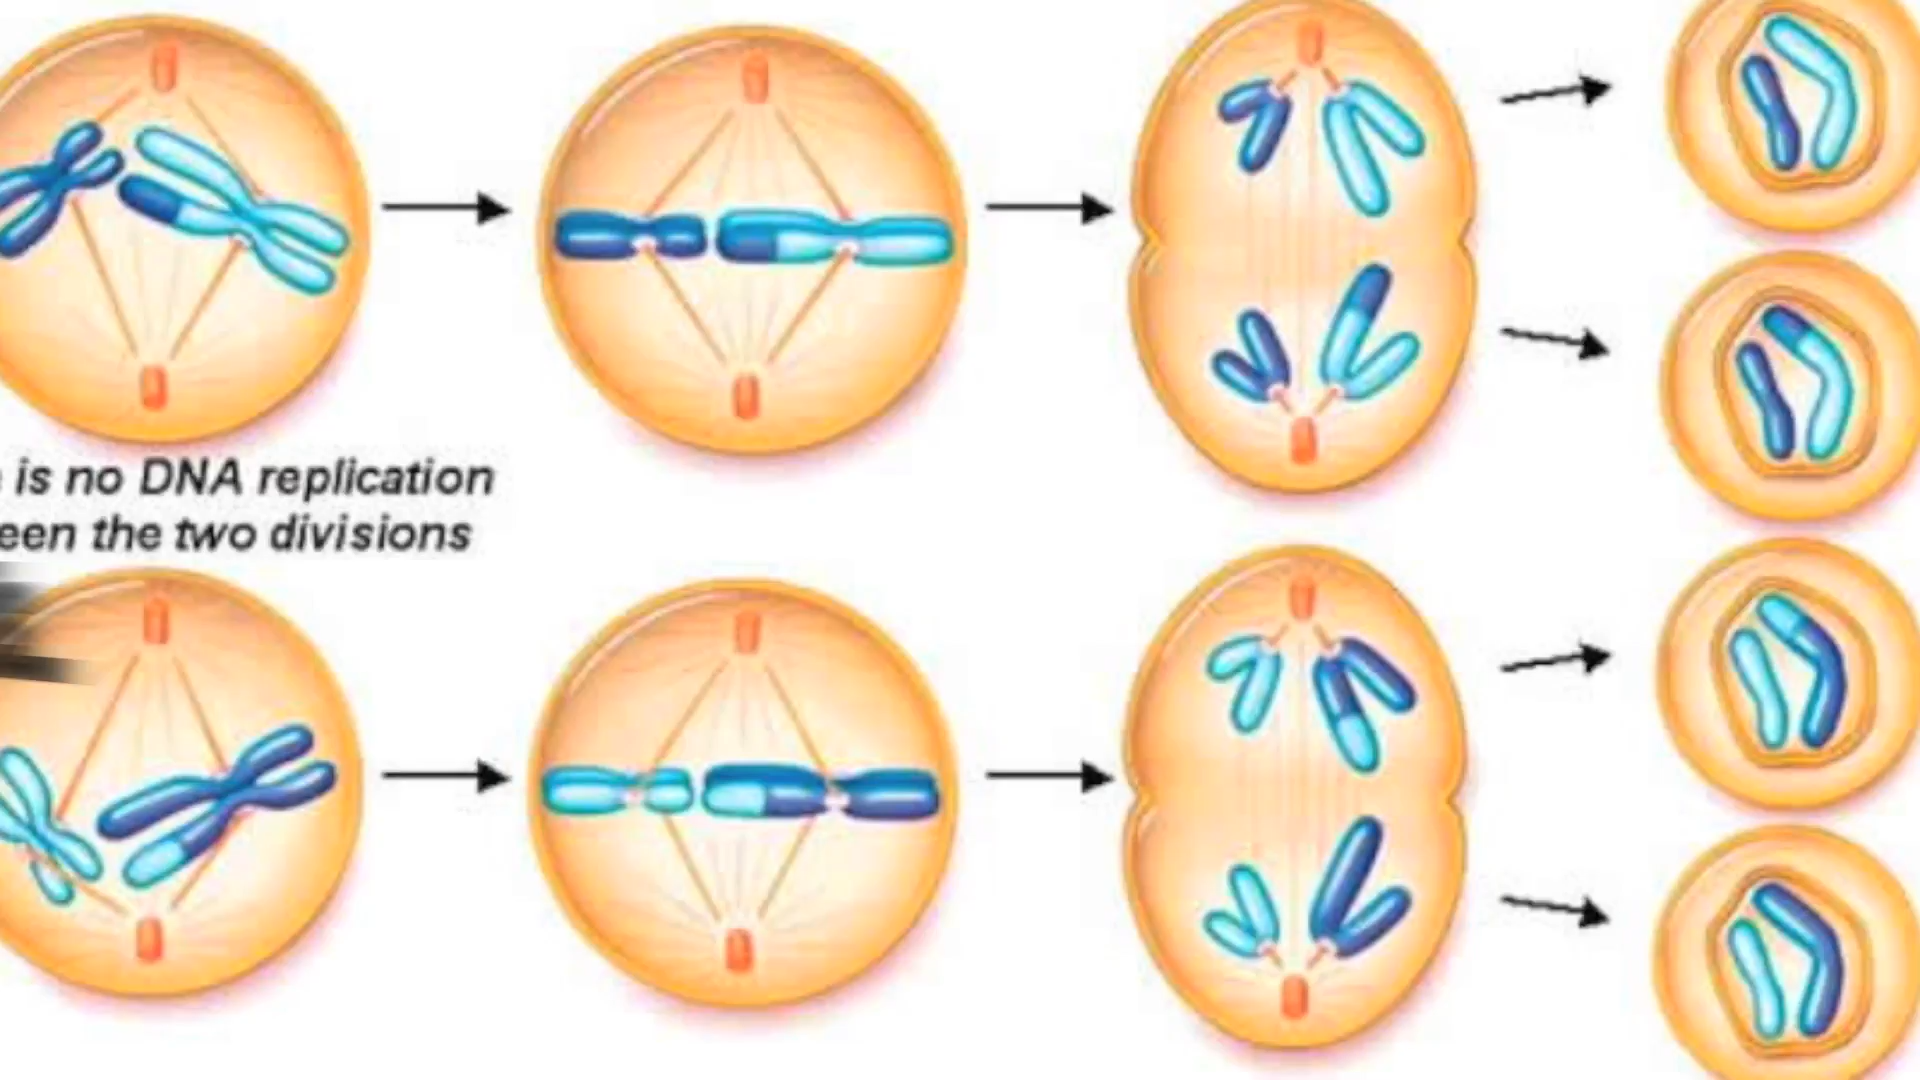 is no DNA replication
een the two divisions